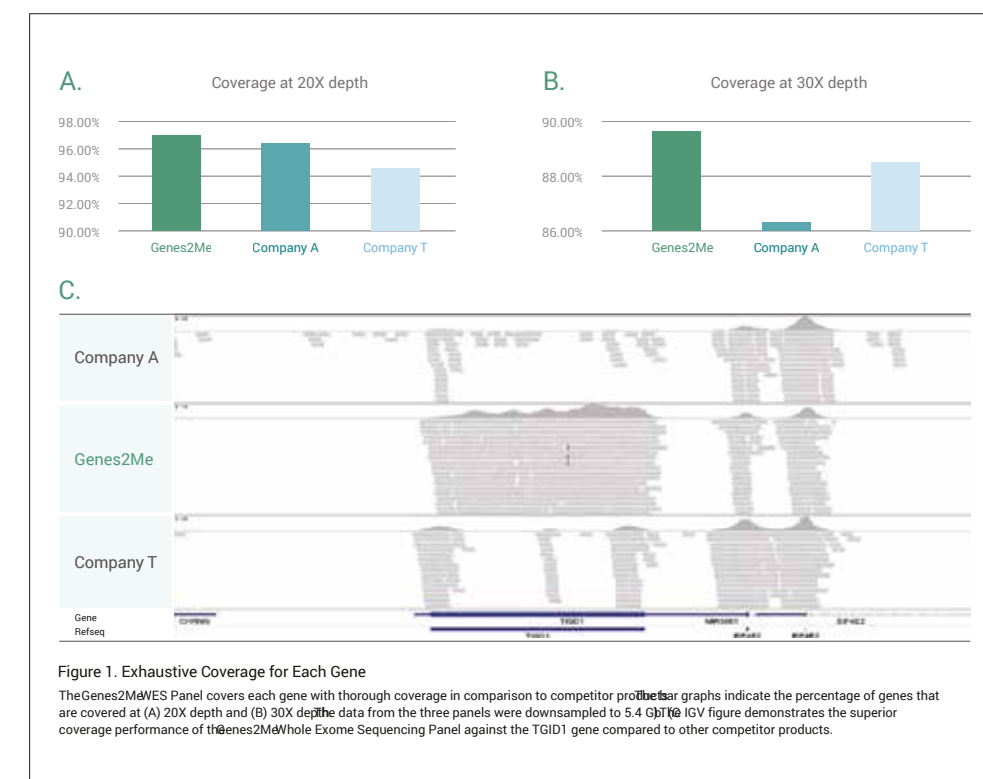 A.
Coverage at 20X depth
98.00%
96.00%
94.00%
92.00%
90.00%
Genes2Me Company A Company T
B.
Coverage at 30X depth
90.00%
88.00%
86.00%
Genes2Me Company A Company T
C.
Company A
Genes2Me
Company T
Gene
Refseq
TIGD1
EIF4E2
Figure 1. Exhaustive Coverage for Each Gene
The Genes2Me WES Panel covers each gene with thorough coverage in comparison to competitor products. The bar graphs indicate the percentage of genes that
are covered at (A) 20X depth and (B) 30X depth. The data from the three panels were downsampled to 5.4 Gb. (C) The IGV figure demonstrates the superior
coverage performance of the Genes2Me Whole Exome Sequencing Panel against the TGID1 gene compared to other competitor products.